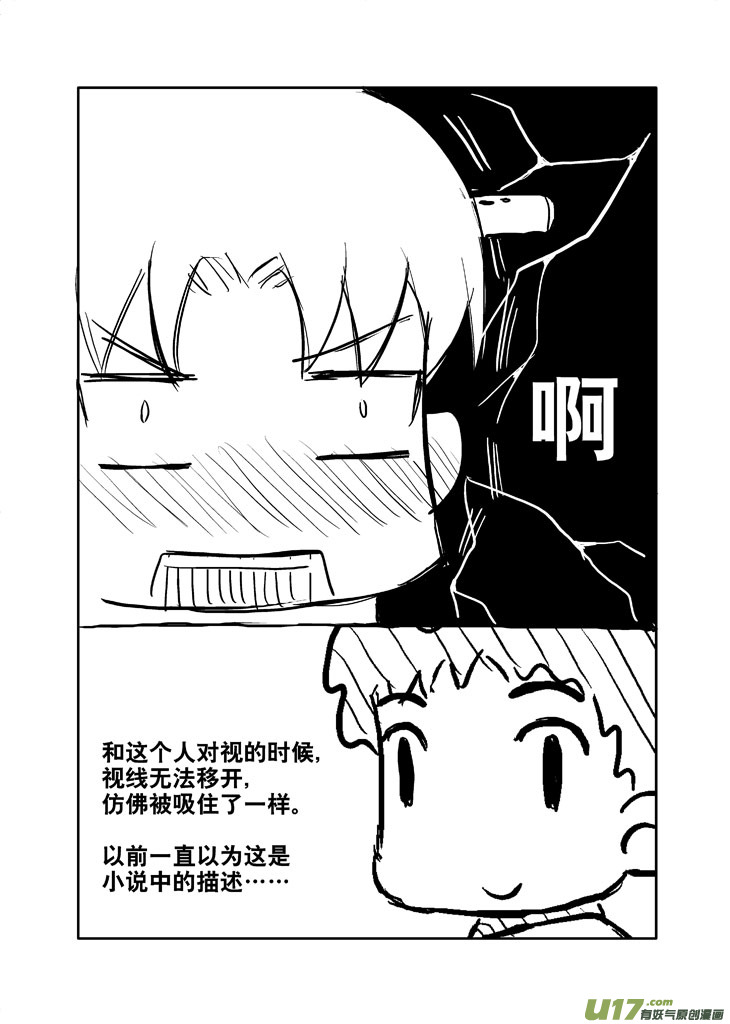 啊
和这个人对视的时候,
视线无法移开,
仿佛被吸住了一样。
以前一直以为这是
小说中的描述……
U17.com
有妖气原创漫画